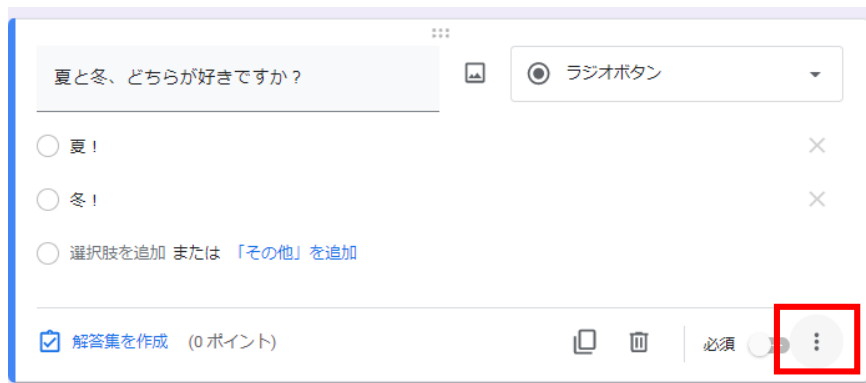 夏と冬、どちらが好きですか？
ラジオボタン
夏！
冬！
選択肢を追加 または 「その他」を追加
解答集を作成 (0 ポイント) 必須